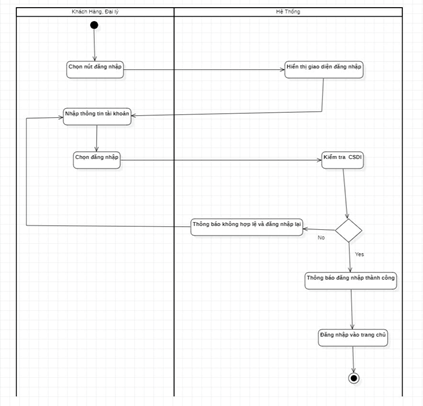 Khách Hàng, Đại lý
Hệ Thống
Chọn nút đăng nhập
Hiển thị giao diện đăng nhập
Nhập thông tin tài khoản
Chọn đăng nhập
Kiểm tra CSDl
Thông báo không hợp lệ và đăng nhập lại
No
Yes
Thông báo đăng nhập thành công
Đăng nhập vào trang chủ